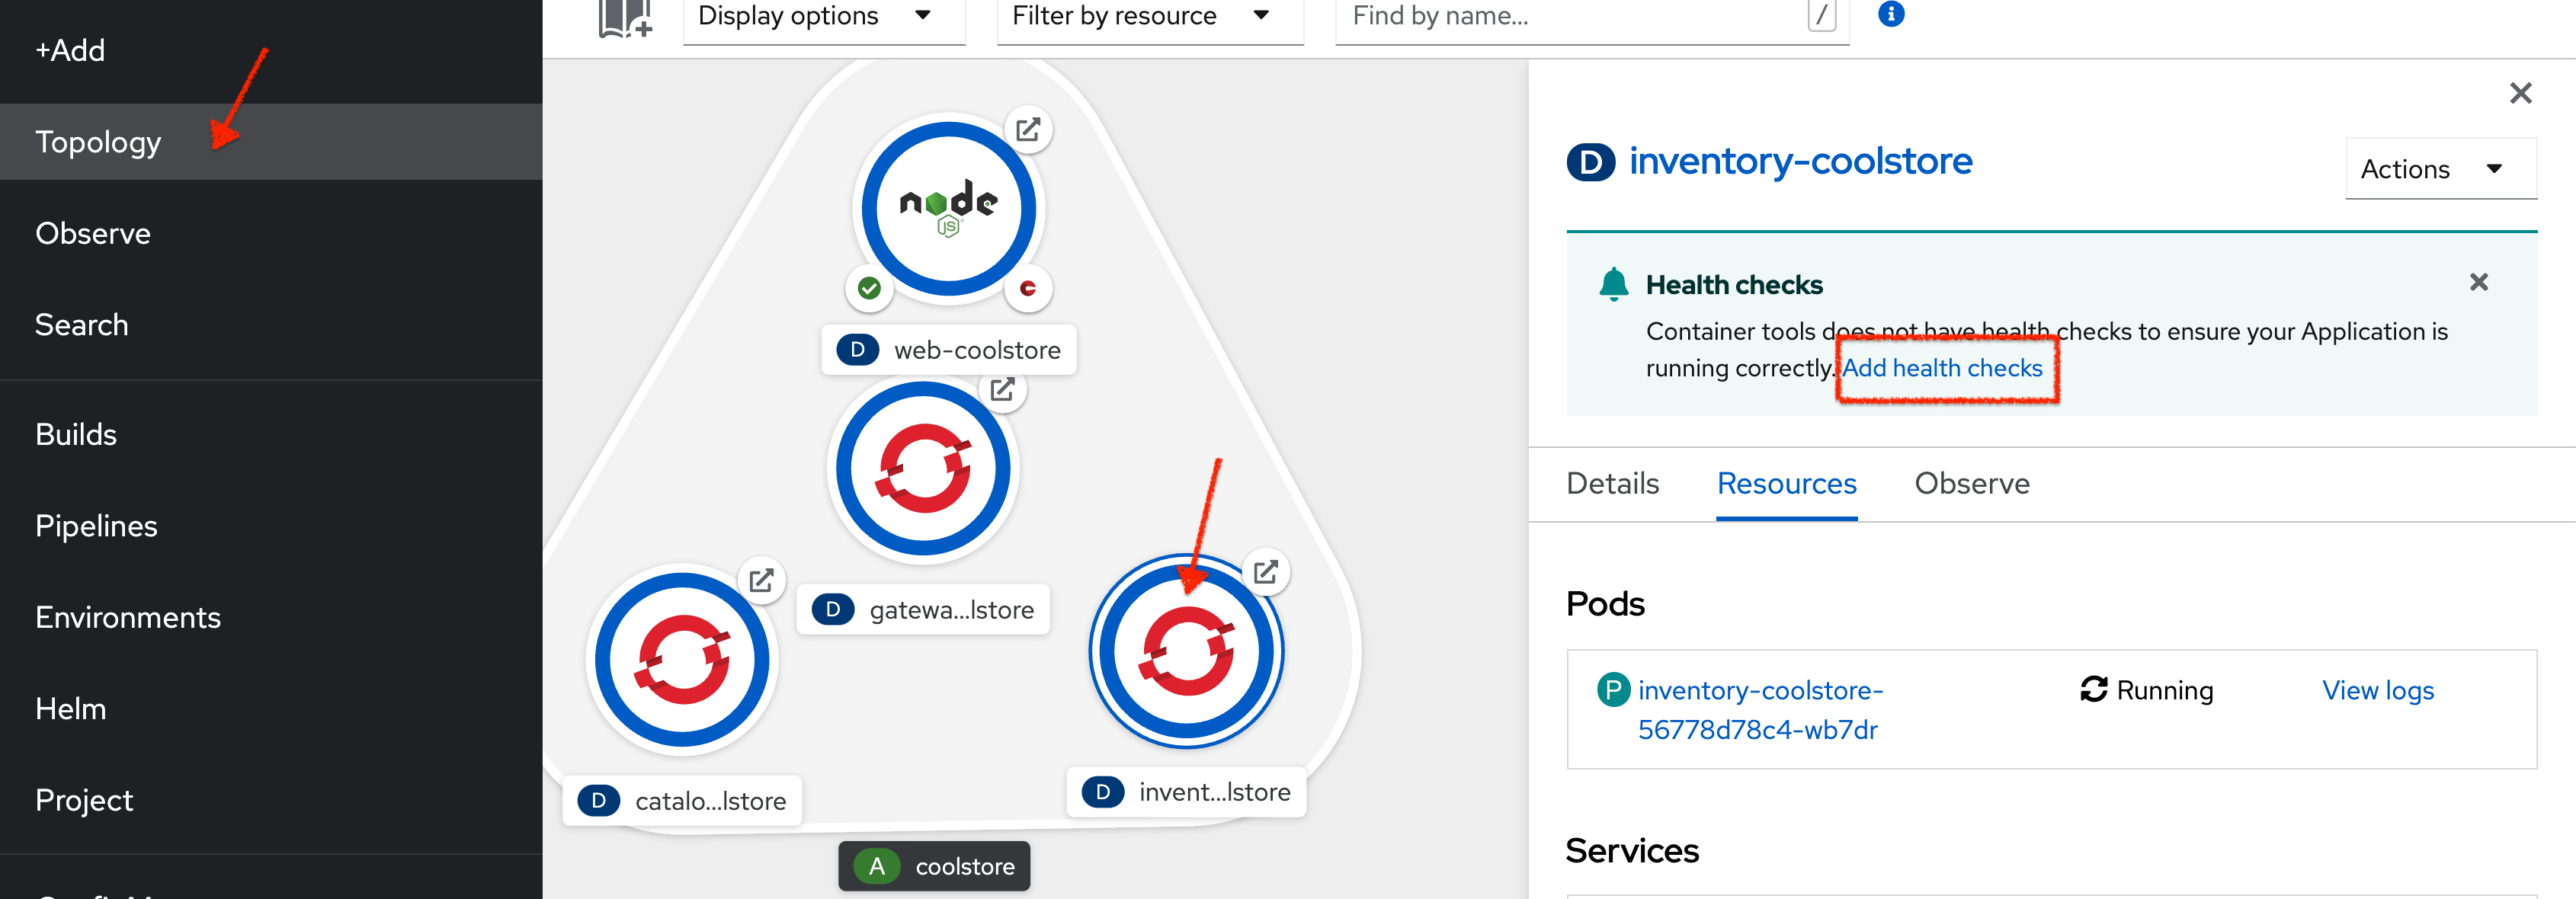 +Add
Topology
Observe
Search
Builds
Pipelines
Environments
Helm
Project
Display options
Filter by resource
Find by name...
/
i
node
JS
D web-coolstore
D gatewa...lstore
D catalo...lstore
D invent...lstore
A coolstore
D inventory-coolstore
Actions
Health checks
Container tools does not have health checks to ensure your Application is
running correctly. Add health checks
Details Resources Observe
Pods
P inventory-coolstore-
56778d78c4-wb7dr
Running
View logs
Services